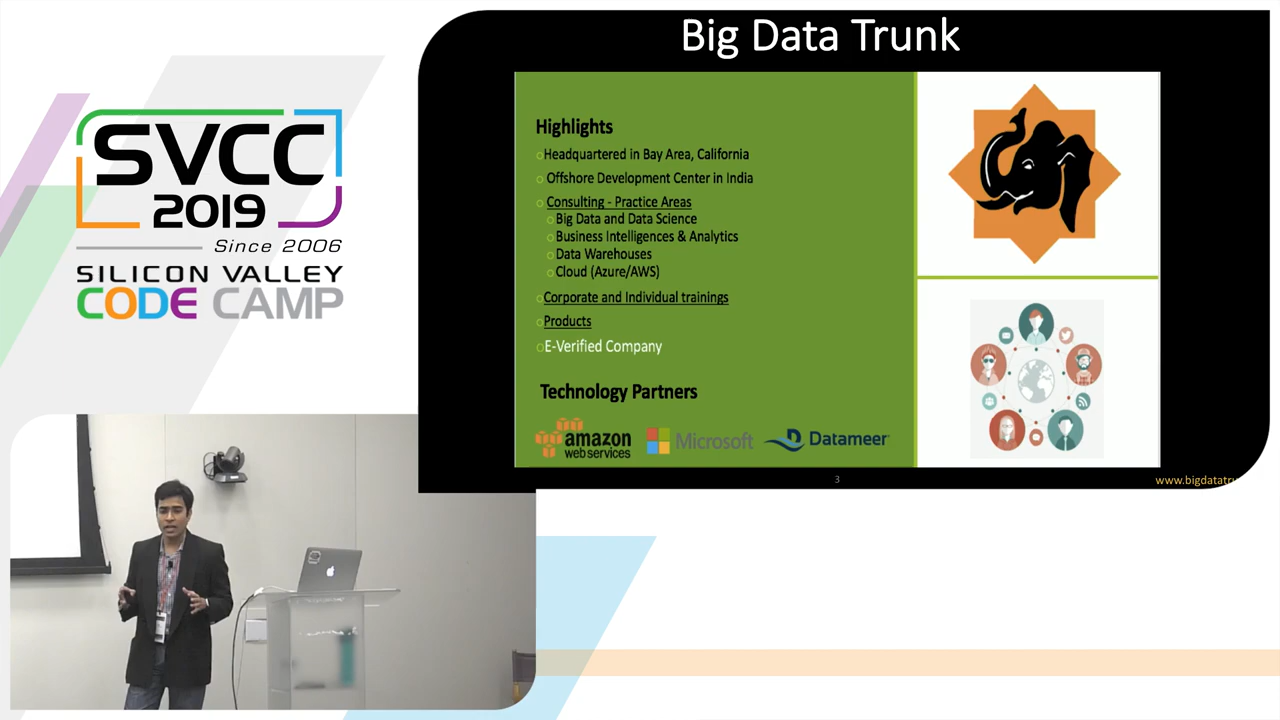 SVCC
2019
Since 2006
SILICON VALLEY
CODE CAMP
Big Data Trunk
Highlights
Headquartered in Bay Area, California
Offshore Development Center in India
Consulting - Practice Areas
Big Data and Data Science
Business Intelligences & Analytics
Data Warehouses
Cloud (Azure/AWS)
Corporate and Individual trainings
Products
E-Verified Company
Technology Partners
amazon
web services
Microsoft
Datameer
3
www.bigdatatru